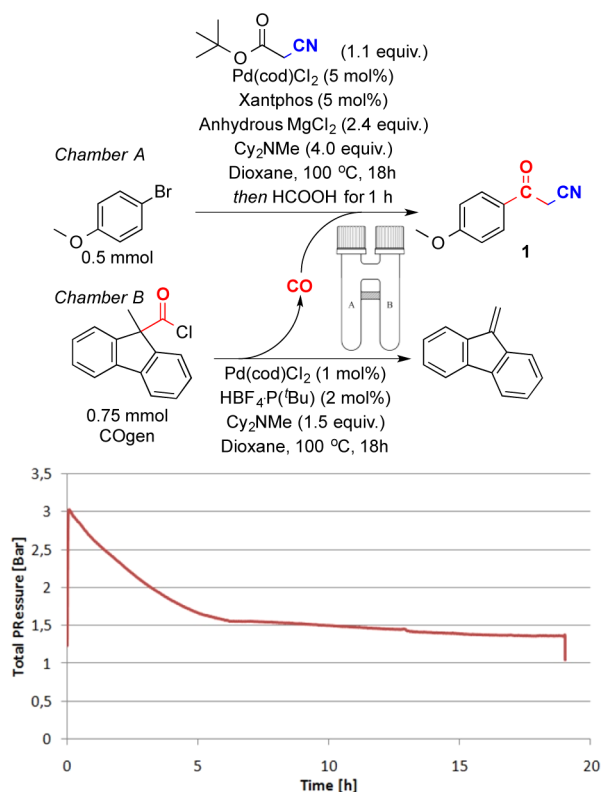 O
O
CN
(1.1 equiv.)
Pd(cod)Cl₂ (5 mol%)
Xantphos (5 mol%)
Anhydrous MgCl₂ (2.4 equiv.)
Chamber A
Cy₂NMe (4.0 equiv.)
Dioxane, 100 °C, 18h
Br
then HCOOH for 1 h
O
0.5 mmol
O
C
CN
O
1
CO
A
B
Chamber B
O
C
Cl
0.75 mmol
COgen
Pd(cod)Cl₂ (1 mol%)
HBF₄·P(ᵗBu) (2 mol%)
Cy₂NMe (1.5 equiv.)
Dioxane, 100 °C, 18h
Total PRessure [Bar]
3,5
3
2,5
2
1,5
1
0,5
0
0 5 10 15 20
Time [h]